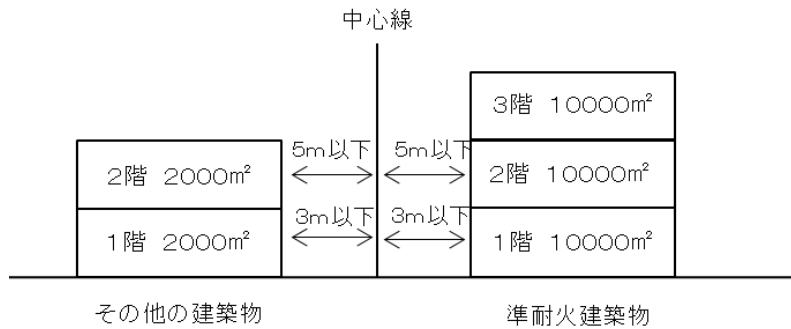 中心線
3階 10000㎡
5m以下 5m以下
2階 2000㎡ 2階 10000㎡
3m以下 3m以下
1階 2000㎡ 1階 10000㎡
その他の建築物 準耐火建築物